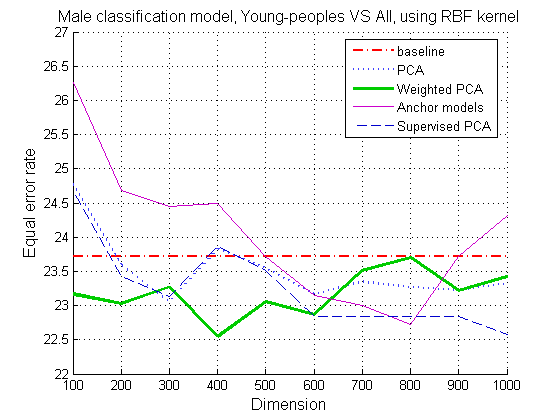 Male classification model, Young-peoples VS All, using RBF kernel
27
26.5
26
25.5
25
24.5
24
23.5
23
22.5
22
Equal error rate
baseline
PCA
Weighted PCA
Anchor models
Supervised PCA
100 200 300 400 500 600 700 800 900 1000
Dimension